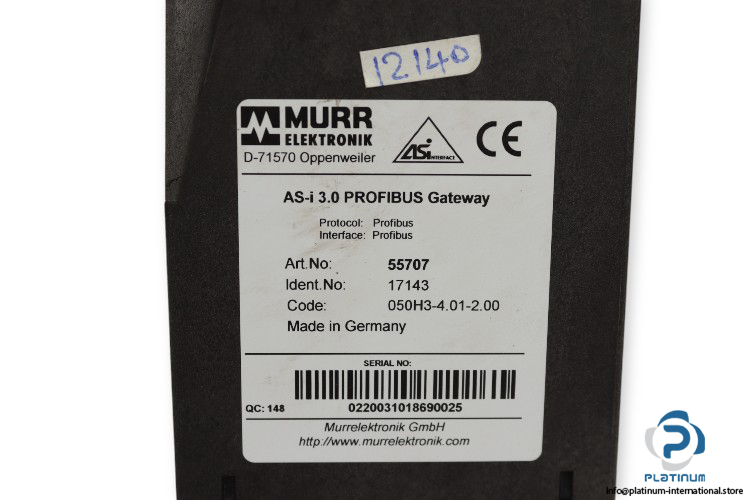 12140
MURR
ELEKTRONIK
D-71570 Oppenweiler
ASi INTERFACE
CE
AS-i 3.0 PROFIBUS Gateway
Protocol: Profibus
Interface: Profibus
Art.No: 55707
Ident.No: 17143
Code: 050H3-4.01-2.00
Made in Germany
SERIAL NO:
QC: 148
0220031018690025
Murrelektronik GmbH
http://www.murrelektronik.com
PLATINUM
info@platinum-international.store